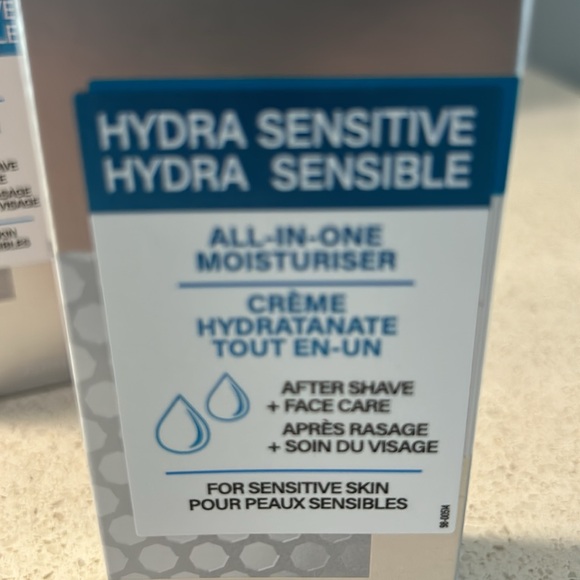 HYDRA SENSITIVE
HYDRA SENSIBLE
ALL-IN-ONE
MOISTURISER
CRÈME
HYDRATANATE
TOUT EN-UN
AFTER SHAVE
+ FACE CARE
APRÈS RASAGE
+ SOIN DU VISAGE
FOR SENSITIVE SKIN
POUR PEAUX SENSIBLES